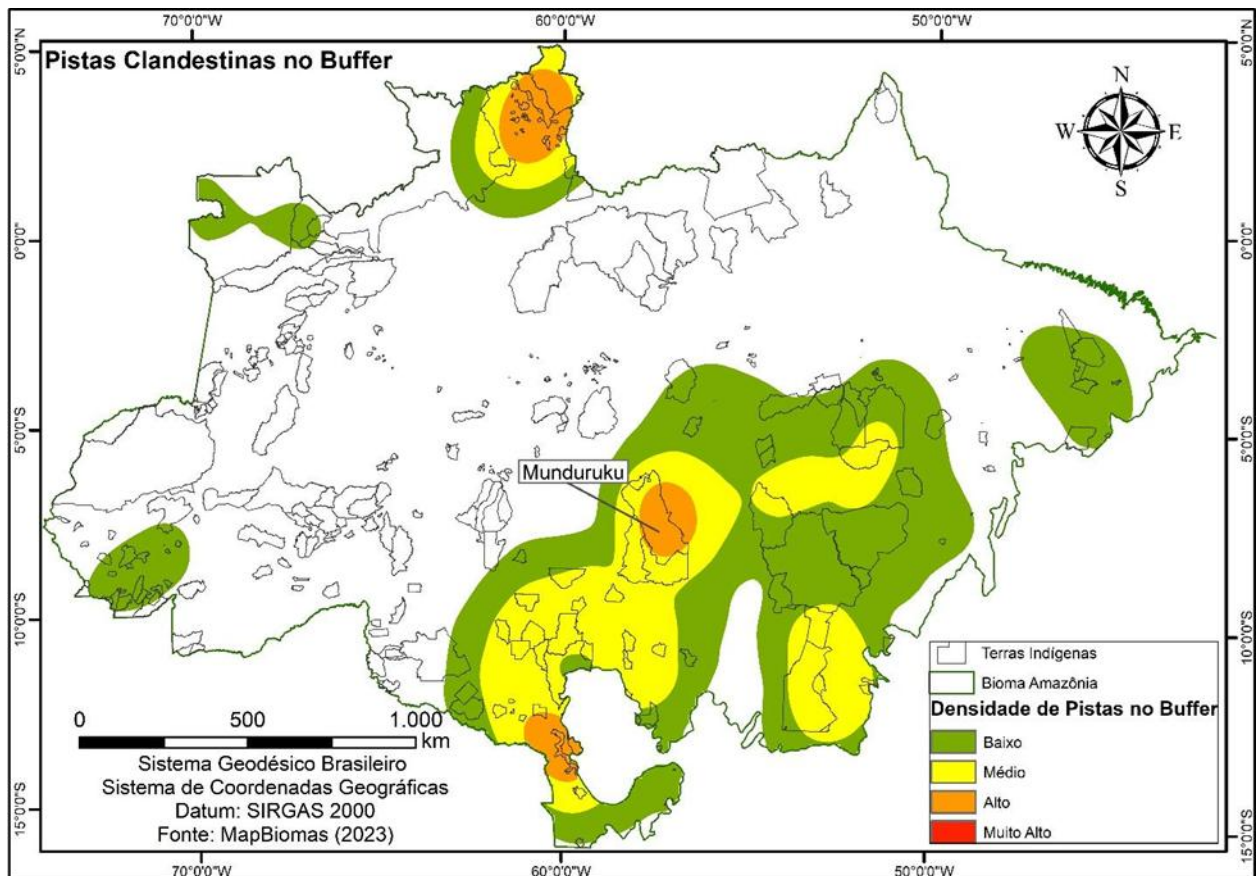 70°0'0"W
60°0'0"W
50°0'0"W
Pistas Clandestinas no Buffer
N
W
E
S
5°0'0"N
5°0'0"N
0°0'0"
0°0'0"
5°0'0"S
5°0'0"S
10°0'0"S
10°0'0"S
15°0'0"S
15°0'0"S
Munduruku
Terras Indígenas
Bioma Amazônia
Densidade de Pistas no Buffer
Baixo
Médio
Alto
Muito Alto
0 500 1.000
km
Sistema Geodésico Brasileiro
Sistema de Coordenadas Geográficas
Datum: SIRGAS 2000
Fonte: MapBiomas (2023)
70°0'0"W
60°0'0"W
50°0'0"W